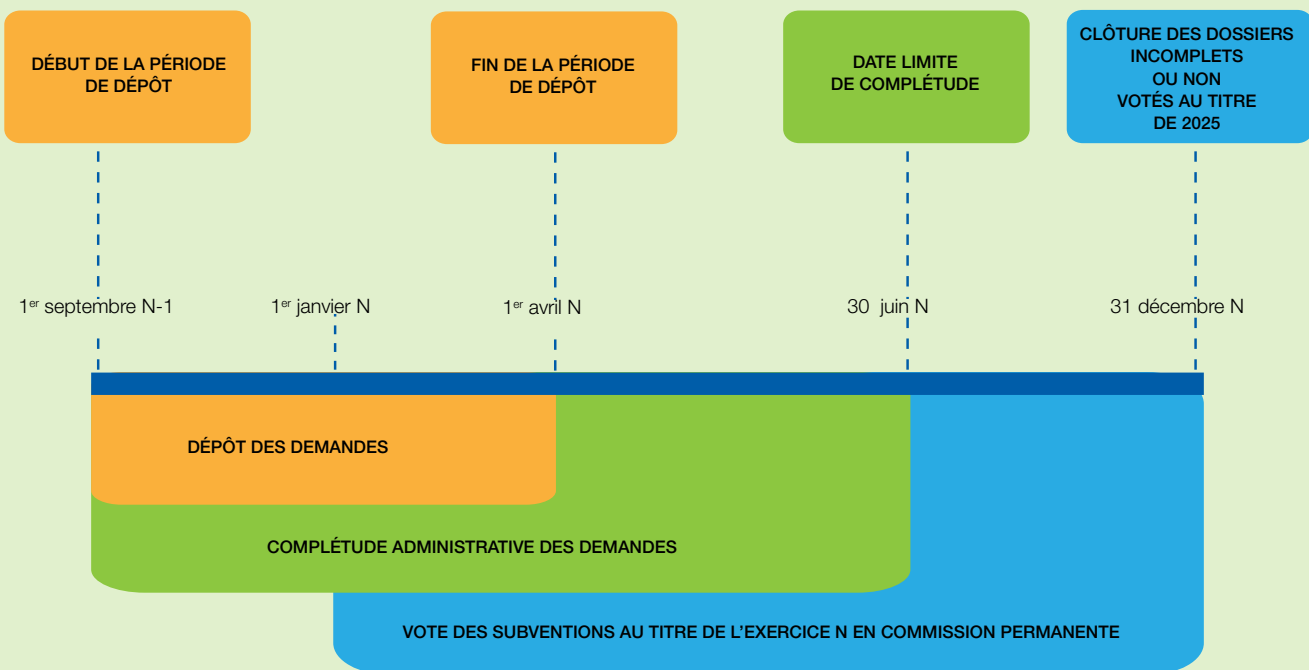 DÉBUT DE LA PÉRIODE
DE DÉPÔT
FIN DE LA PÉRIODE
DE DÉPÔT
DATE LIMITE
DE COMPLÉTUDE
CLÔTURE DES DOSSIERS
INCOMPLETS
OU NON
VOTÉS AU TITRE
DE 2025
1er septembre N-1
1er janvier N
1er avril N
30 juin N
31 décembre N
DÉPÔT DES DEMANDES
COMPLÉTUDE ADMINISTRATIVE DES DEMANDES
VOTE DES SUBVENTIONS AU TITRE DE L'EXERCICE N EN COMMISSION PERMANENTE